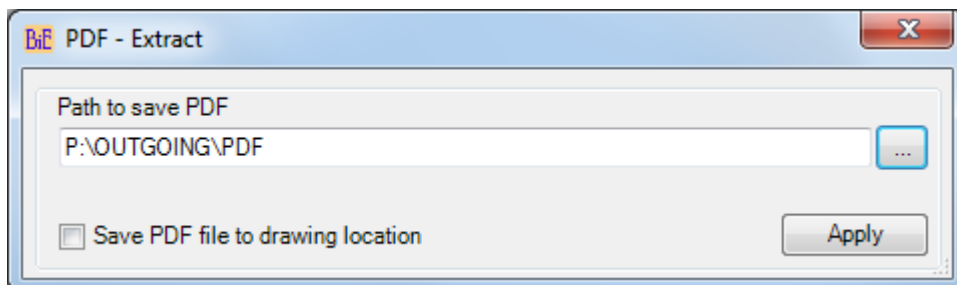 BiE PDF - Extract
Path to save PDF
P:\OUTGOING\PDF
...
Save PDF file to drawing location
Apply